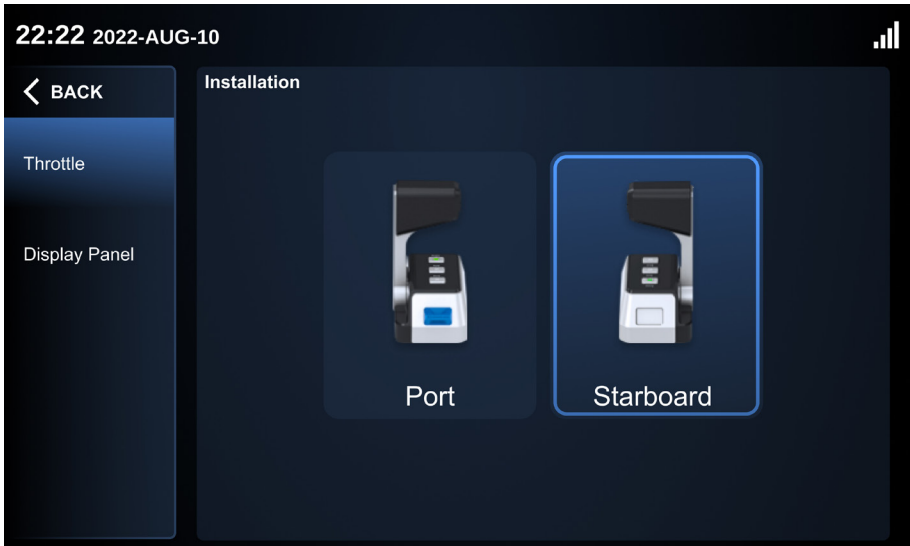 22:22 2022-AUG-10
BACK
Installation
Throttle
Display Panel
Port
Starboard